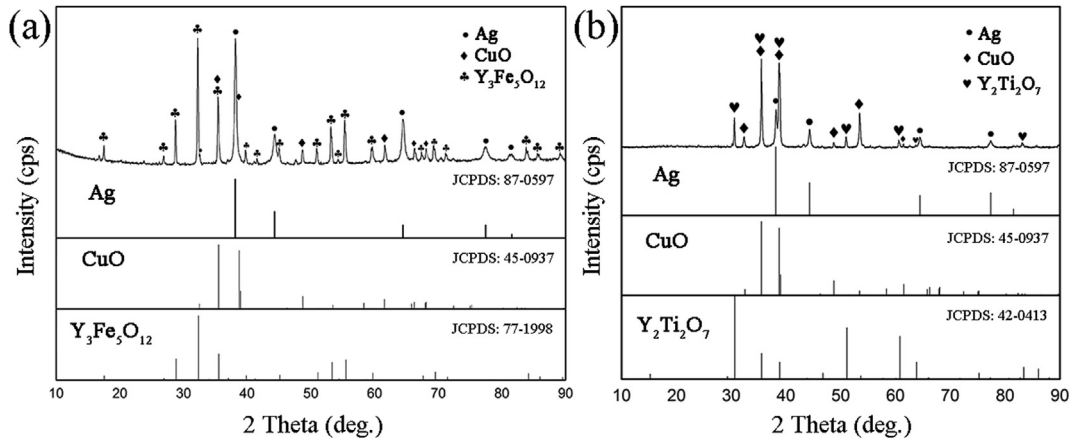 (a)
Intensity (cps)
● Ag
♦ CuO
♣ Y₃Fe₅O₁₂
Ag
JCPDS: 87-0597
CuO
JCPDS: 45-0937
Y₃Fe₅O₁₂
JCPDS: 77-1998
10 20 30 40 50 60 70 80 90
2 Theta (deg.)
(b)
Intensity (cps)
● Ag
♦ CuO
♥ Y₂Ti₂O₇
Ag
JCPDS: 87-0597
CuO
JCPDS: 45-0937
Y₂Ti₂O₇
JCPDS: 42-0413
10 20 30 40 50 60 70 80 90
2 Theta (deg.)